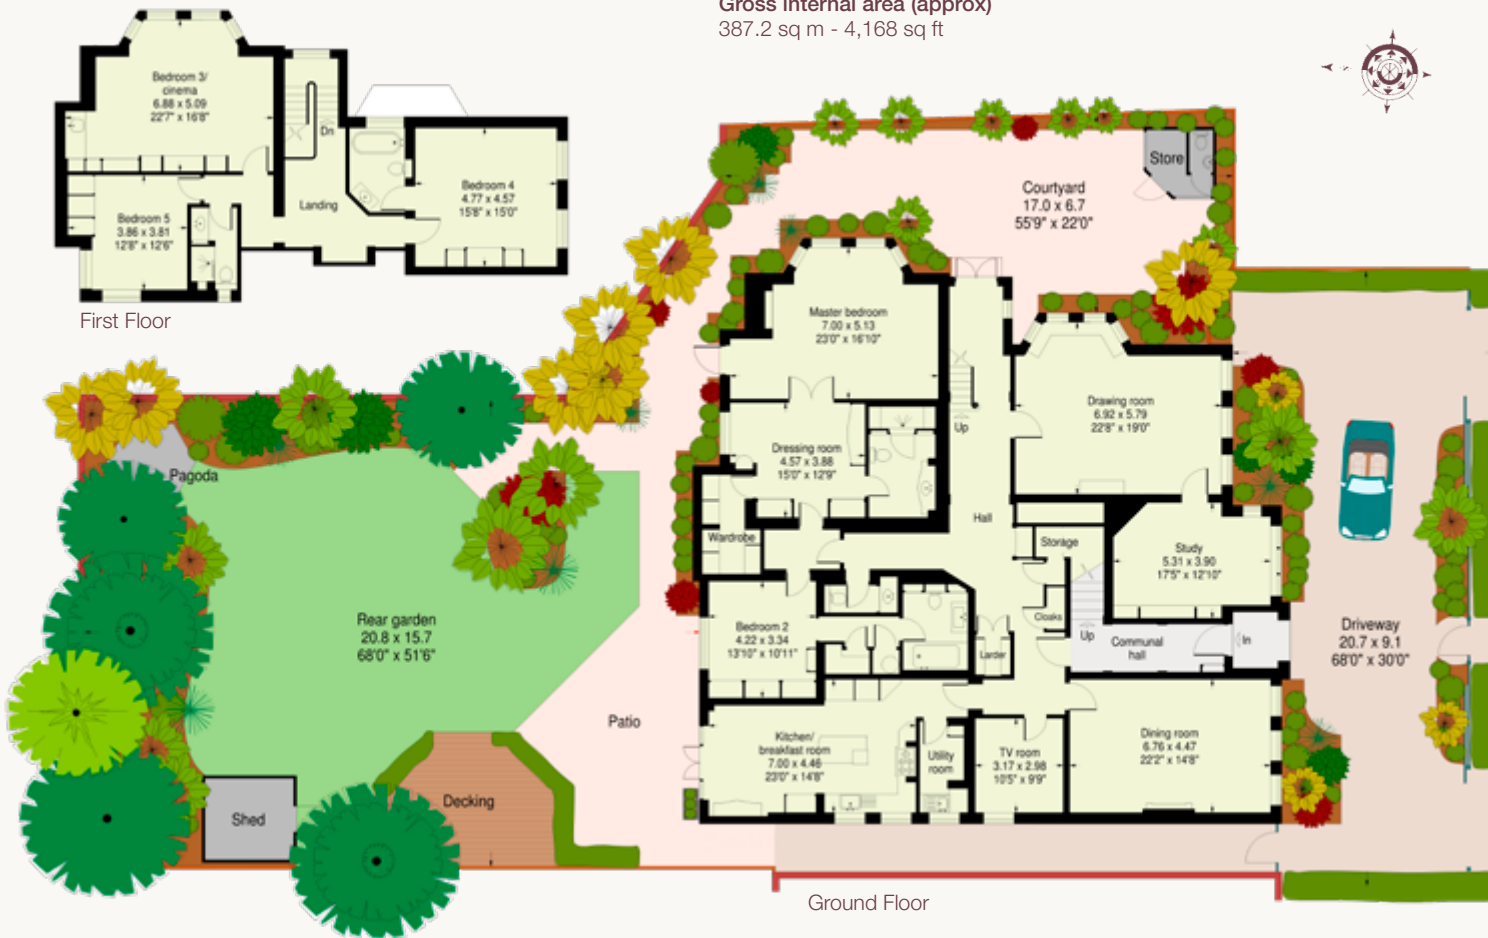 Gross internal area (approx)
387.2 sq m - 4,168 sq ft
Bedroom 3/
cinema
6.88 x 5.09
22'7" x 16'8"
Dn
Bedroom 4
4.77 x 4.57
15'8" x 15'0"
Landing
Bedroom 5
3.86 x 3.81
12'8" x 12'6"
First Floor
Store
Courtyard
17.0 x 6.7
55'9" x 22'0"
Master bedroom
7.00 x 5.13
23'0" x 16'10"
Drawing room
6.92 x 5.79
22'8" x 19'0"
Up
Dressing room
4.57 x 3.88
15'0" x 12'9"
Pagoda
Hall
Wardrobe
Storage
Study
5.31 x 3.90
17'5" x 12'10"
Rear garden
20.8 x 15.7
68'0" x 51'6"
Bedroom 2
4.22 x 3.34
13'10" x 10'11"
Cloaks
Up
Communal
hall
In
Driveway
20.7 x 9.1
68'0" x 30'0"
Larder
Patio
Kitchen/
breakfast room
7.00 x 4.46
23'0" x 14'8"
Utility
room
TV room
3.17 x 2.98
10'5" x 9'9"
Dining room
6.76 x 4.47
22'2" x 14'8"
Decking
Shed
Ground Floor